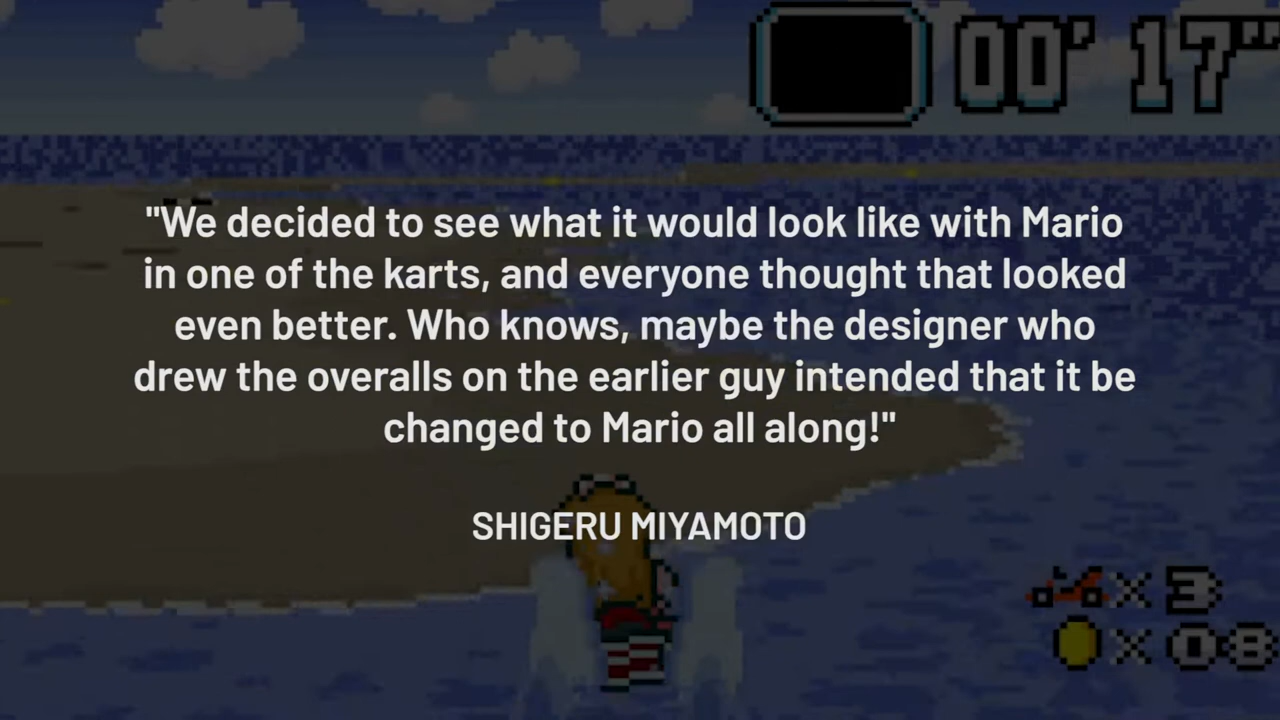 00' 17"
"We decided to see what it would look like with Mario
in one of the karts, and everyone thought that looked
even better. Who knows, maybe the designer who
drew the overalls on the earlier guy intended that it be
changed to Mario all along!"
SHIGERU MIYAMOTO
x 3
x 08